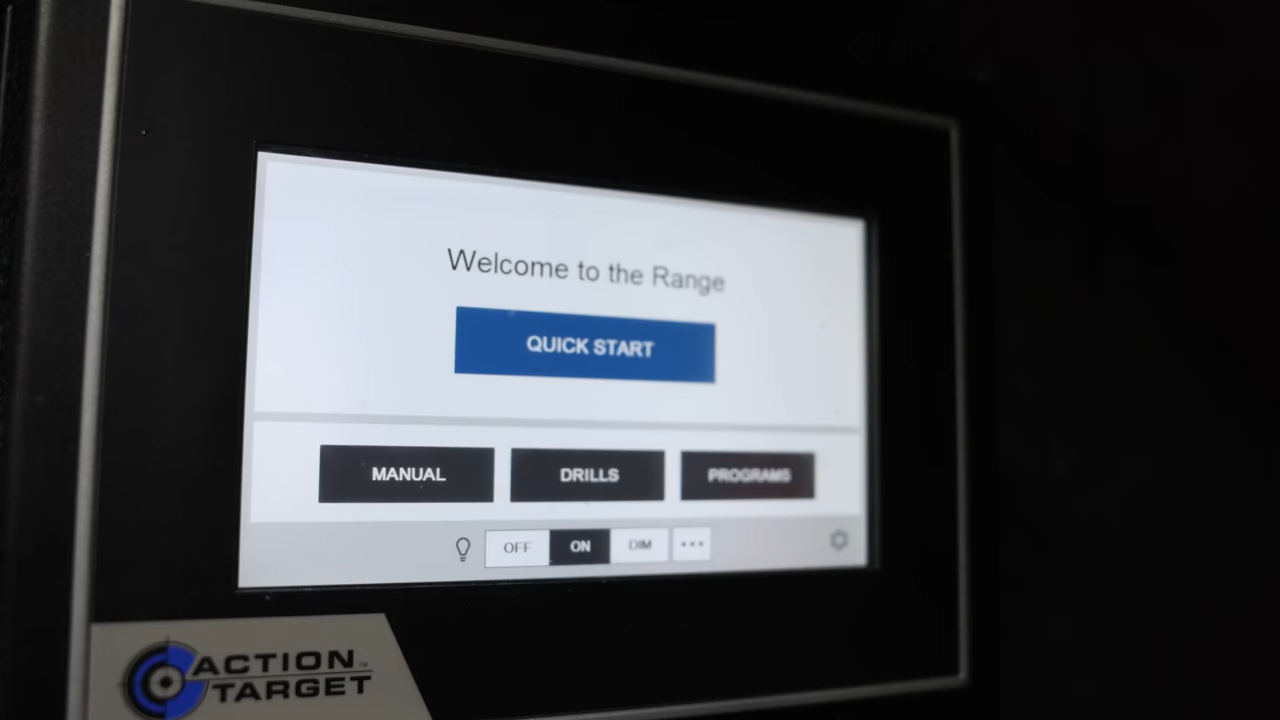 Welcome to the Range
QUICK START
MANUAL DRILLS PROGRAMS
OFF ON DIM
ACTION
TARGET